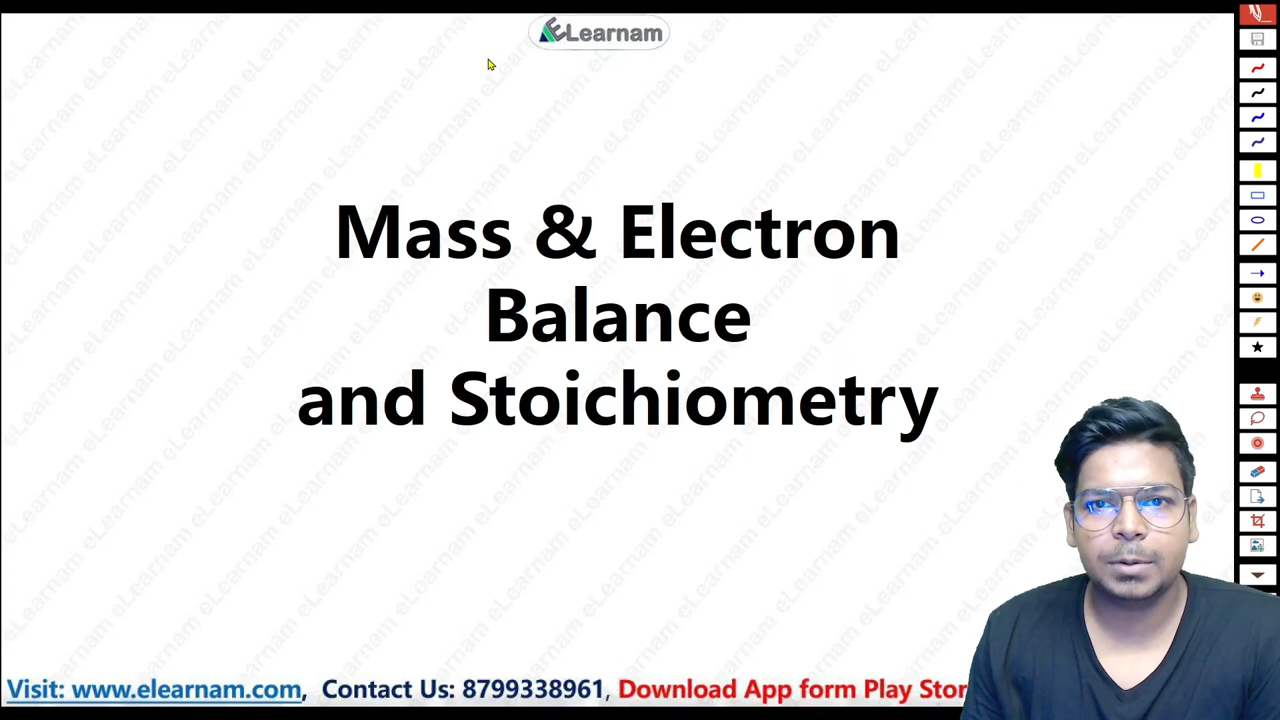 ELearnam
Mass & Electron
Balance
and Stoichiometry
Visit: www.elearnam.com, Contact Us: 8799338961, Download App form Play Stor